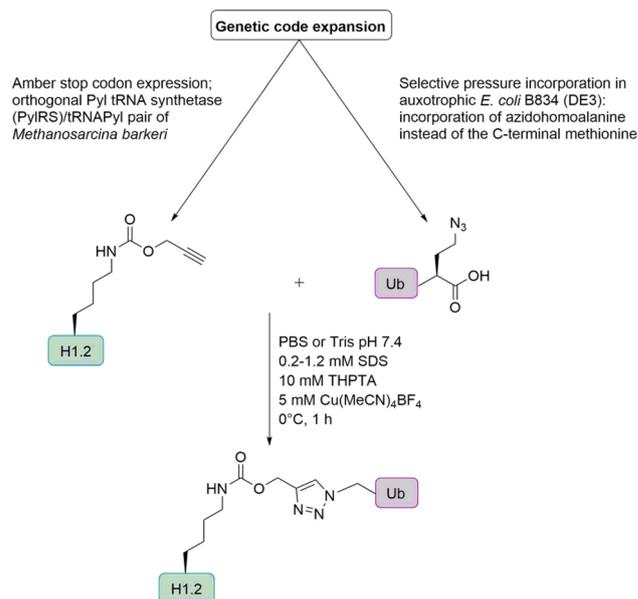 Genetic code expansion
Amber stop codon expression;
orthogonal Pyl tRNA synthetase
(PylRS)/tRNAPyl pair of
Methanosarcina barkeri
Selective pressure incorporation in
auxotrophic E. coli B834 (DE3):
incorporation of azidohomoalanine
instead of the C-terminal methionine
O
HN
O
H1.2
+
N3
Ub
OH
O
PBS or Tris pH 7.4
0.2-1.2 mM SDS
10 mM THPTA
5 mM Cu(MeCN)4BF4
0°C, 1 h
O
HN
O
N
N=N
Ub
H1.2